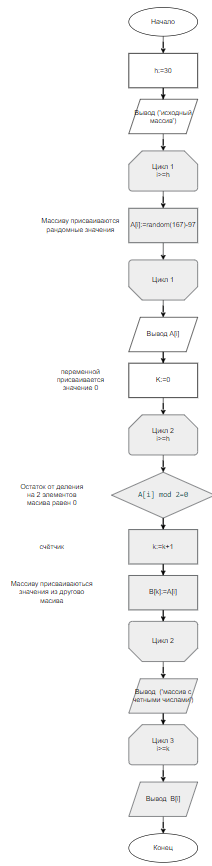 Начало
h:=30
Вывод ('исходный
массив')
Цикл 1
i>=h
Массиву присваиваются
рандомные значения
A[i]:=random(167)-97
Цикл 1
Вывод A[i]
переменной
присваивается
значение 0
K:=0
Цикл 2
i>=h
Остаток от деления
на 2 элементов
масива равен 0
A[i] mod 2=0
счётчик
k:=k+1
Массиву присваиваються
значения из другово
масива
B[k]:=A[i]
Цикл 2
Вывод ('массив с
четными числами')
Цикл 3
i>=k
Вывод B[i]
Конец